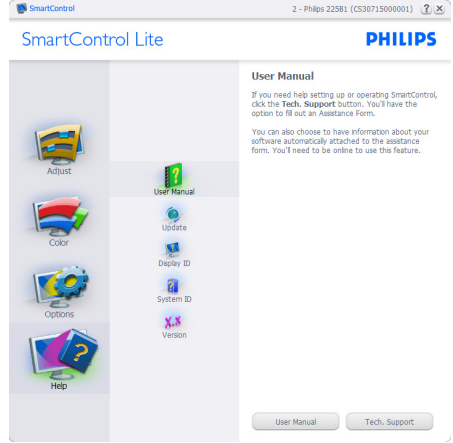 SmartControl
2 - Philips 225B1 (CS30715000001)
SmartControl Lite
PHILIPS
Adjust
Color
Options
Help
User Manual
Update
Display ID
System ID
Version
User Manual
If you need help setting up or operating SmartControl,
click the Tech. Support button. You'll have the
option to fill out an Assistance Form.
You can also choose to have information about your
software automatically attached to the assistance
form. You'll need to be online to use this feature.
User Manual
Tech. Support